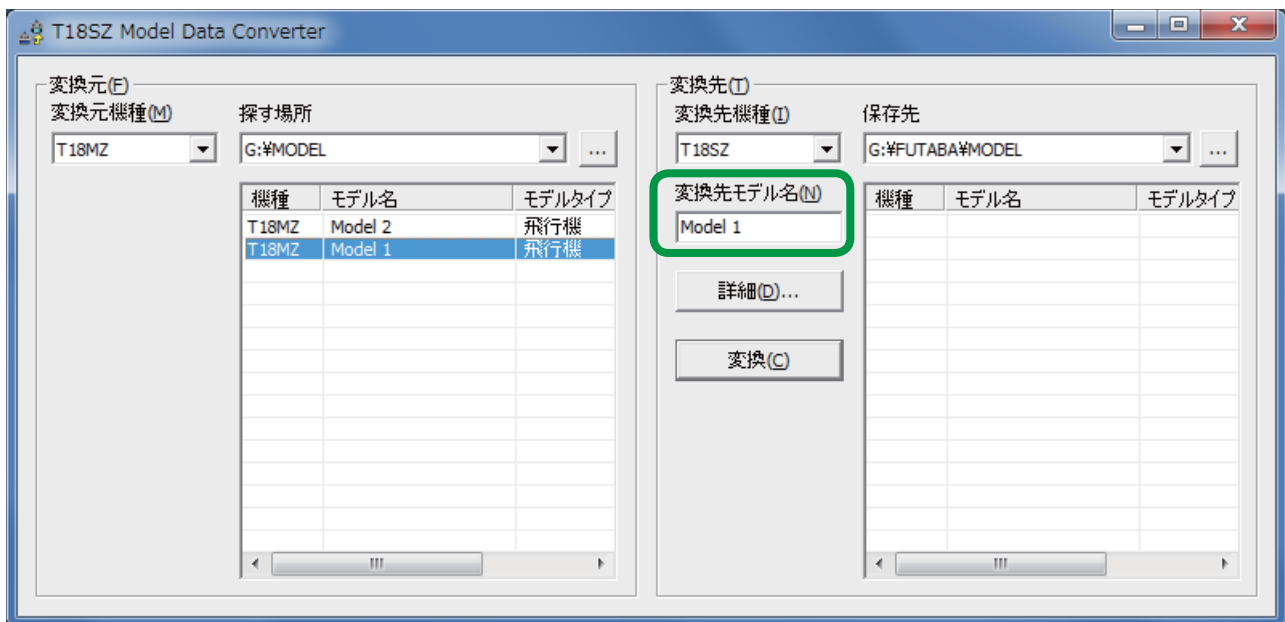 T18SZ Model Data Converter
変換元(F)
変換元機種(M)
探す場所
T18MZ
G:¥MODEL
...
機種 モデル名 モデルタイプ
T18MZ Model 2 飛行機
T18MZ Model 1 飛行機
変換先(T)
変換先機種(I)
保存先
T18SZ
G:¥FUTABA¥MODEL
...
変換先モデル名(N)
Model 1
詳細(D)...
変換(C)
機種 モデル名 モデルタイプ